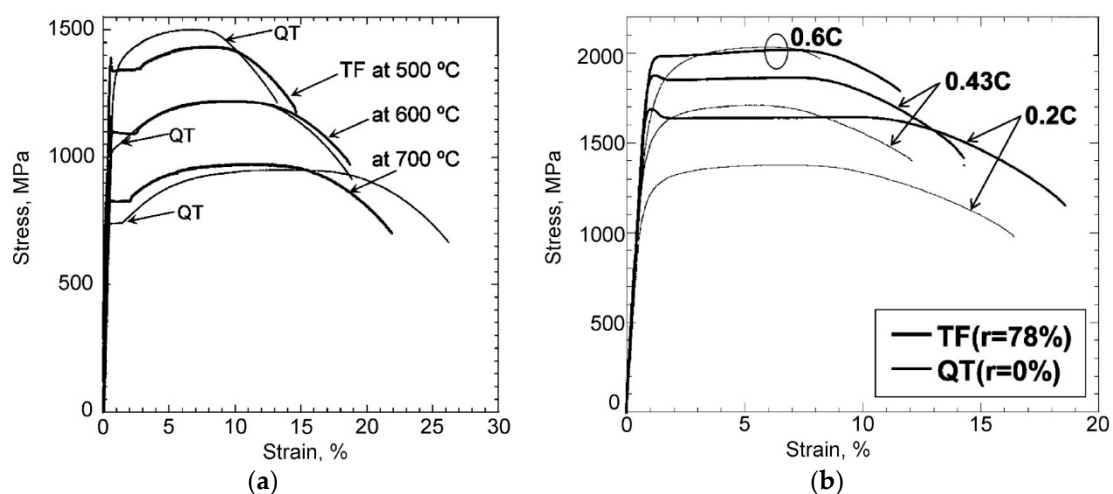 1500
1000
500
0
Stress, MPa
QT
TF at 500 ºC
at 600 ºC
QT
at 700 ºC
QT
0 5 10 15 20 25 30
Strain, %
(a)
2000
1500
1000
500
0
Stress, MPa
0.6C
0.43C
0.2C
TF(r=78%)
QT(r=0%)
0 5 10 15 20
Strain, %
(b)